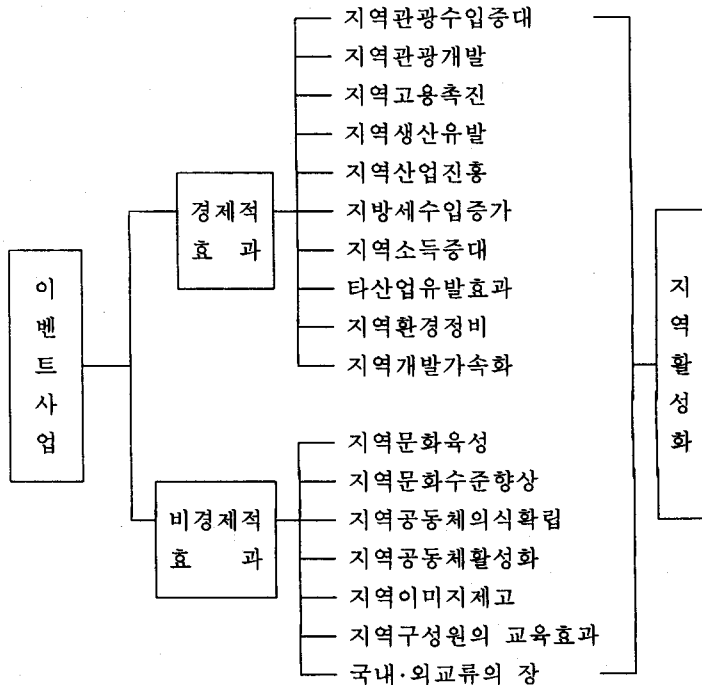 이벤트사업
경제적
효 과
지역관광수입증대
지역관광개발
지역고용촉진
지역생산유발
지역산업진흥
지방세수입증가
지역소득증대
타산업유발효과
지역환경정비
지역개발가속화
비경제적
효 과
지역문화육성
지역문화수준향상
지역공동체의식확립
지역공동체활성화
지역이미지제고
지역구성원의 교육효과
국내·외교류의 장
지역활성화